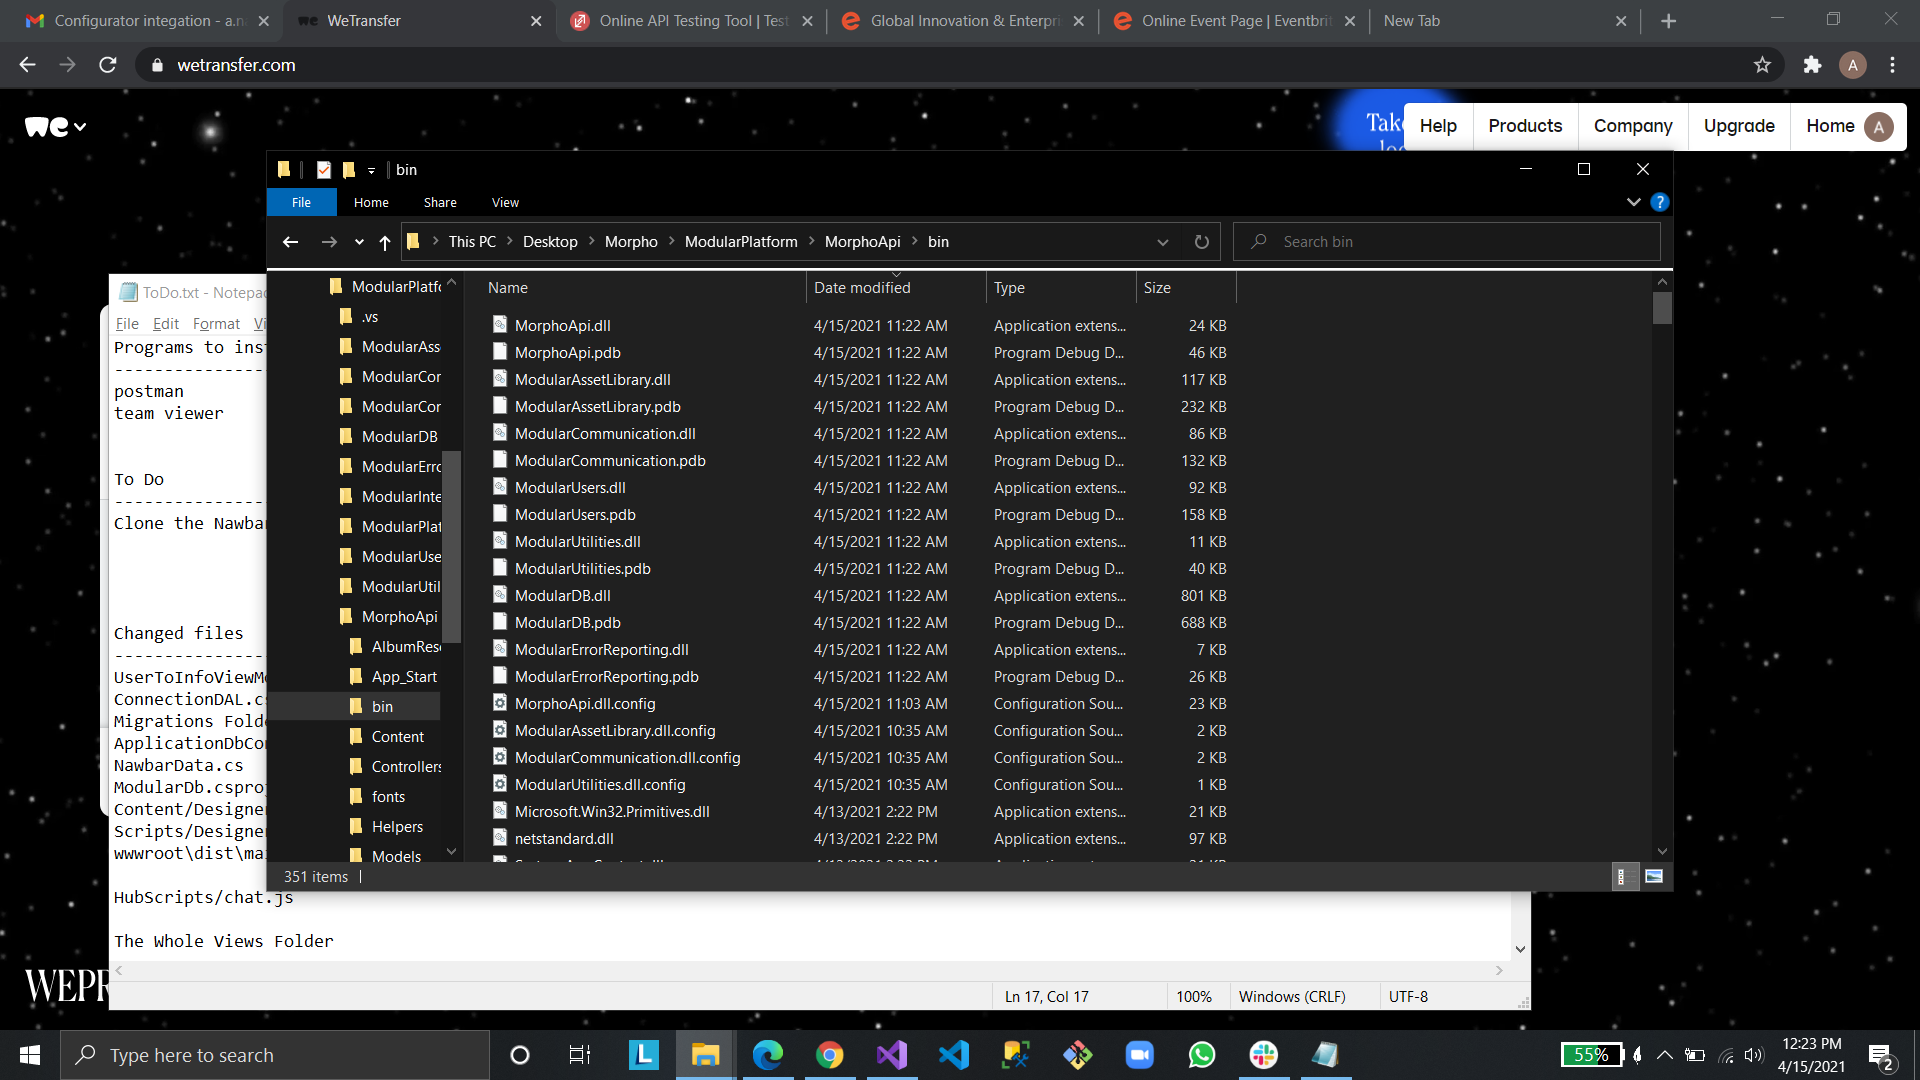 Configurator integation - a.na
WeTransfer
Online API Testing Tool | Test
Global Innovation & Enterpri
Online Event Page | Eventbrit
New Tab
wetransfer.com
A
we
Take
Help
Products
Company
Upgrade
Home
A
bin
File
Home
Share
View
?
This PC
Desktop
Morpho
ModularPlatform
MorphoApi
bin
Search bin
ToDo.txt - Notepad
File Edit Format Vi
Programs to inst
----------------
postman
team viewer
To Do
----------------
Clone the Nawbar
Changed files
----------------
UserToInfoViewMo
ConnectionDAL.cs
Migrations Folde
ApplicationDbCon
NawbarData.cs
ModularDb.csproj
Content/Designer
Scripts/Designer
wwwroot\dist\mai
HubScripts/chat.js
The Whole Views Folder
Ln 17, Col 17
100%
Windows (CRLF)
UTF-8
ModularPlatfo
.vs
ModularAss
ModularCor
ModularCor
ModularDB
ModularErro
ModularInte
ModularPlat
ModularUse
ModularUtil
MorphoApi
AlbumRese
App_Start
bin
Content
Controllers
fonts
Helpers
Models
Name Date modified Type Size
MorphoApi.dll 4/15/2021 11:22 AM Application extens... 24 KB
MorphoApi.pdb 4/15/2021 11:22 AM Program Debug D... 46 KB
ModularAssetLibrary.dll 4/15/2021 11:22 AM Application extens... 117 KB
ModularAssetLibrary.pdb 4/15/2021 11:22 AM Program Debug D... 232 KB
ModularCommunication.dll 4/15/2021 11:22 AM Application extens... 86 KB
ModularCommunication.pdb 4/15/2021 11:22 AM Program Debug D... 132 KB
ModularUsers.dll 4/15/2021 11:22 AM Application extens... 92 KB
ModularUsers.pdb 4/15/2021 11:22 AM Program Debug D... 158 KB
ModularUtilities.dll 4/15/2021 11:22 AM Application extens... 11 KB
ModularUtilities.pdb 4/15/2021 11:22 AM Program Debug D... 40 KB
ModularDB.dll 4/15/2021 11:22 AM Application extens... 801 KB
ModularDB.pdb 4/15/2021 11:22 AM Program Debug D... 688 KB
ModularErrorReporting.dll 4/15/2021 11:22 AM Application extens... 7 KB
ModularErrorReporting.pdb 4/15/2021 11:22 AM Program Debug D... 26 KB
MorphoApi.dll.config 4/15/2021 11:03 AM Configuration Sou... 23 KB
ModularAssetLibrary.dll.config 4/15/2021 10:35 AM Configuration Sou... 2 KB
ModularCommunication.dll.config 4/15/2021 10:35 AM Configuration Sou... 2 KB
ModularUtilities.dll.config 4/15/2021 10:35 AM Configuration Sou... 1 KB
Microsoft.Win32.Primitives.dll 4/13/2021 2:22 PM Application extens... 21 KB
netstandard.dll 4/13/2021 2:22 PM Application extens... 97 KB
351 items
WEPR
Type here to search
L
55%
12:23 PM
4/15/2021
2